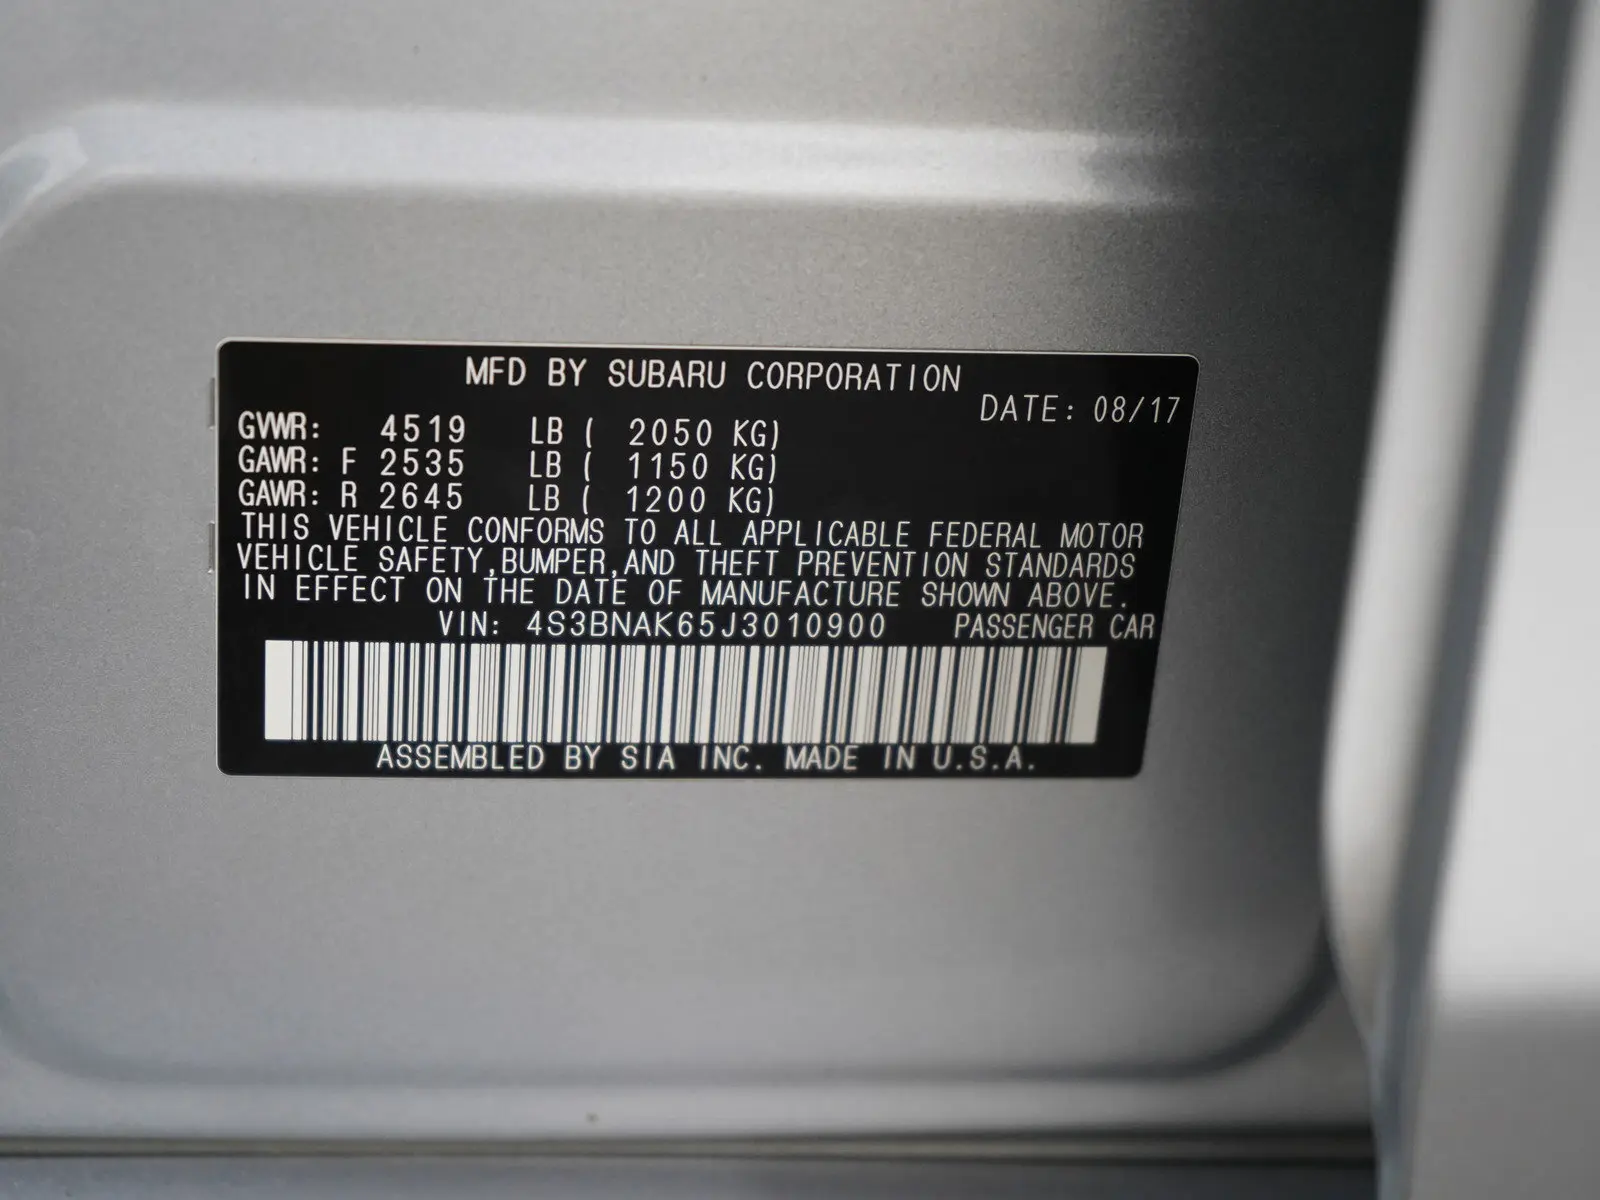 MFD BY SUBARU CORPORATION
DATE: 08/17
GVWR: 4519 LB ( 2050 KG)
GAWR: F 2535 LB ( 1150 KG)
GAWR: R 2645 LB ( 1200 KG)
THIS VEHICLE CONFORMS TO ALL APPLICABLE FEDERAL MOTOR
VEHICLE SAFETY,BUMPER,AND THEFT PREVENTION STANDARDS
IN EFFECT ON THE DATE OF MANUFACTURE SHOWN ABOVE.
VIN: 4S3BNAK65J3010900 PASSENGER CAR
ASSEMBLED BY SIA INC. MADE IN U.S.A.